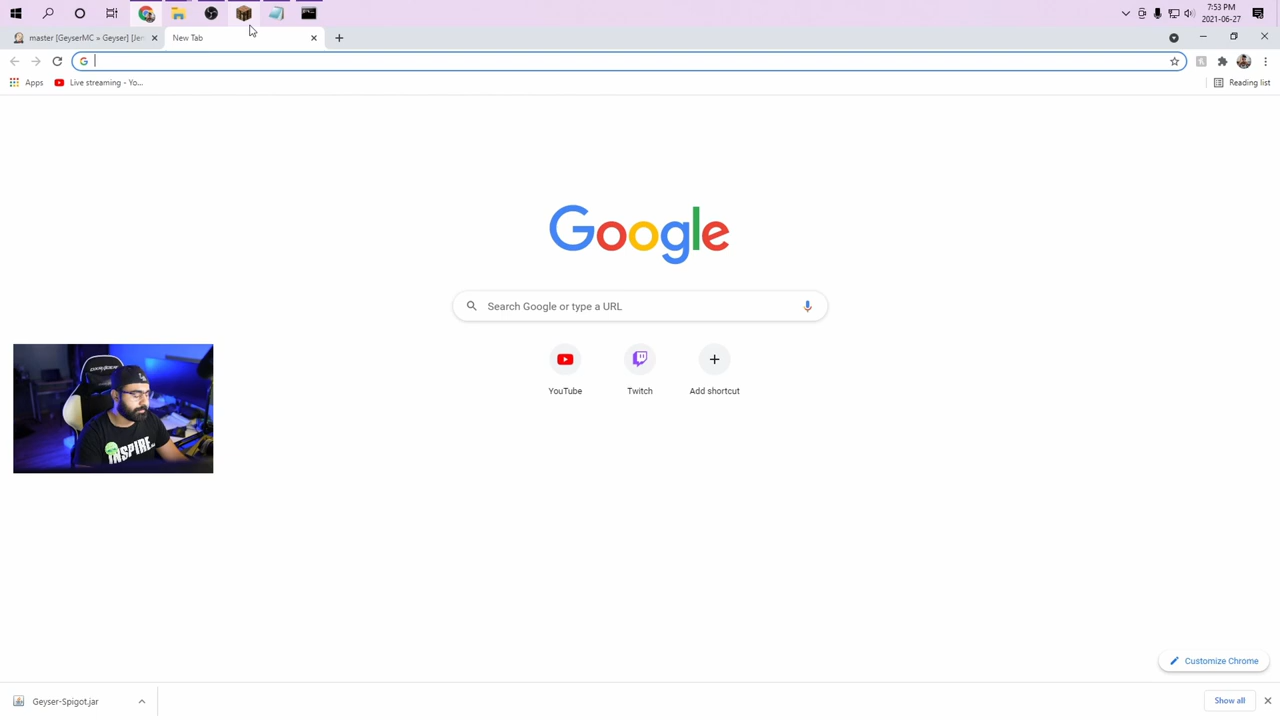 7:53 PM
2021-06-27
master [GeyserMC » Geyser] [Jen
New Tab
Apps
Live streaming - Yo...
Reading list
Google
Search Google or type a URL
YouTube
Twitch
Add shortcut
INSPIRE
Customize Chrome
Geyser-Spigot.jar
Show all